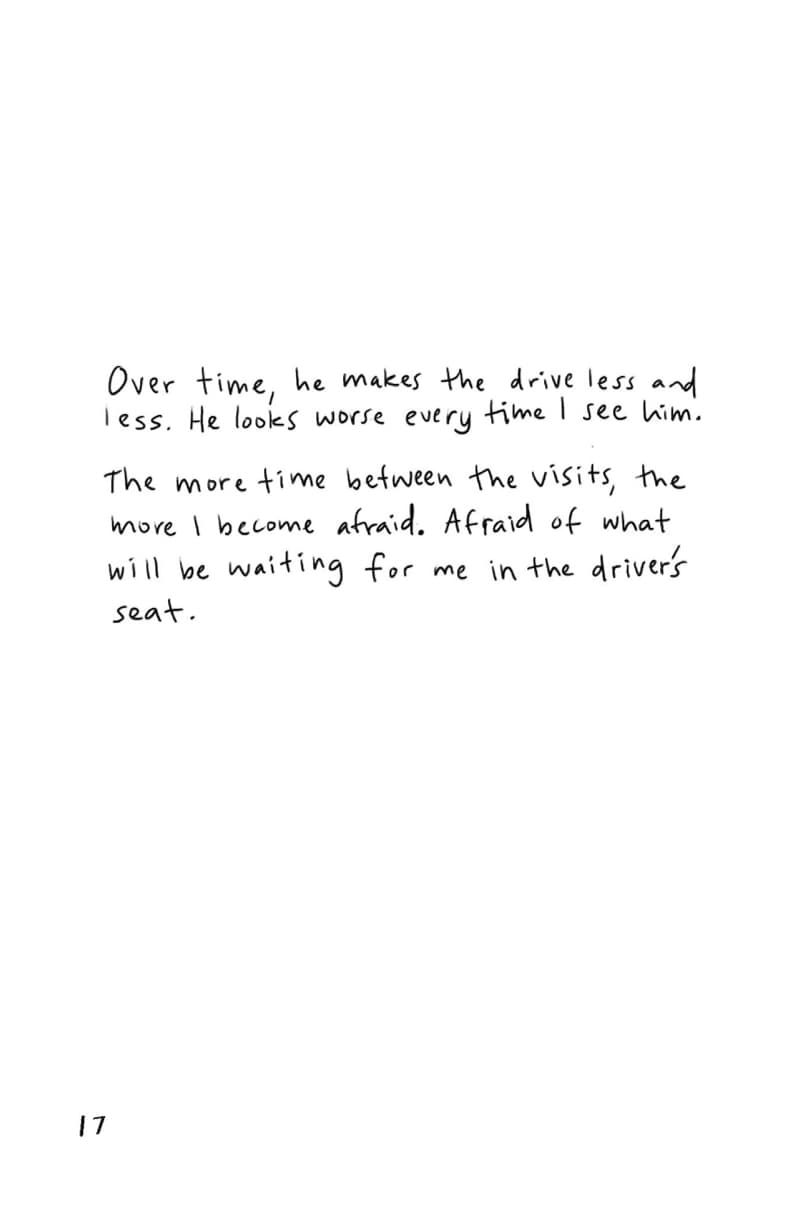 Over time, he makes the drive less and
less. He looks worse every time I see him.
The more time between the visits, the
more I become afraid. Afraid of what
will be waiting for me in the driver's
seat.
17